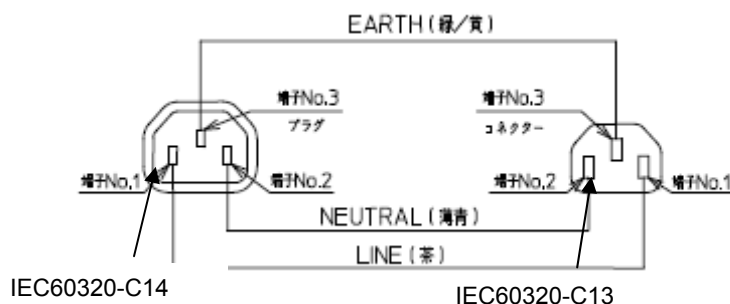 EARTH(緑/黄)
端子No.3
プラグ
端子No.3
コネクター
端子No.1
端子No.2
端子No.2
端子No.1
NEUTRAL(薄青)
LINE(茶)
IEC60320-C14
IEC60320-C13